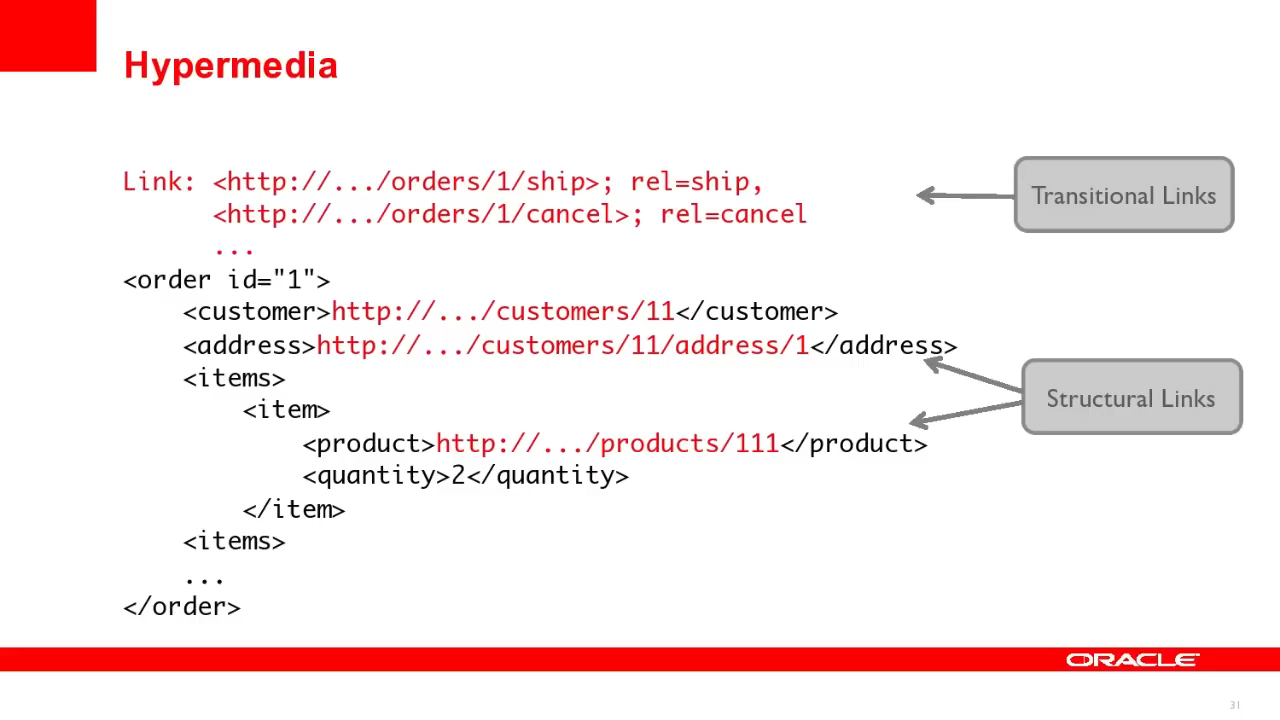 Hypermedia
Link: <http://.../orders/1/ship>; rel=ship,
<http://.../orders/1/cancel>; rel=cancel
...
Transitional Links
<order id="1">
<customer>http://.../customers/11</customer>
<address>http://.../customers/11/address/1</address>
<items>
<item>
Structural Links
<product>http://.../products/111</product>
<quantity>2</quantity>
</item>
<items>
...
</order>
ORACLE
31